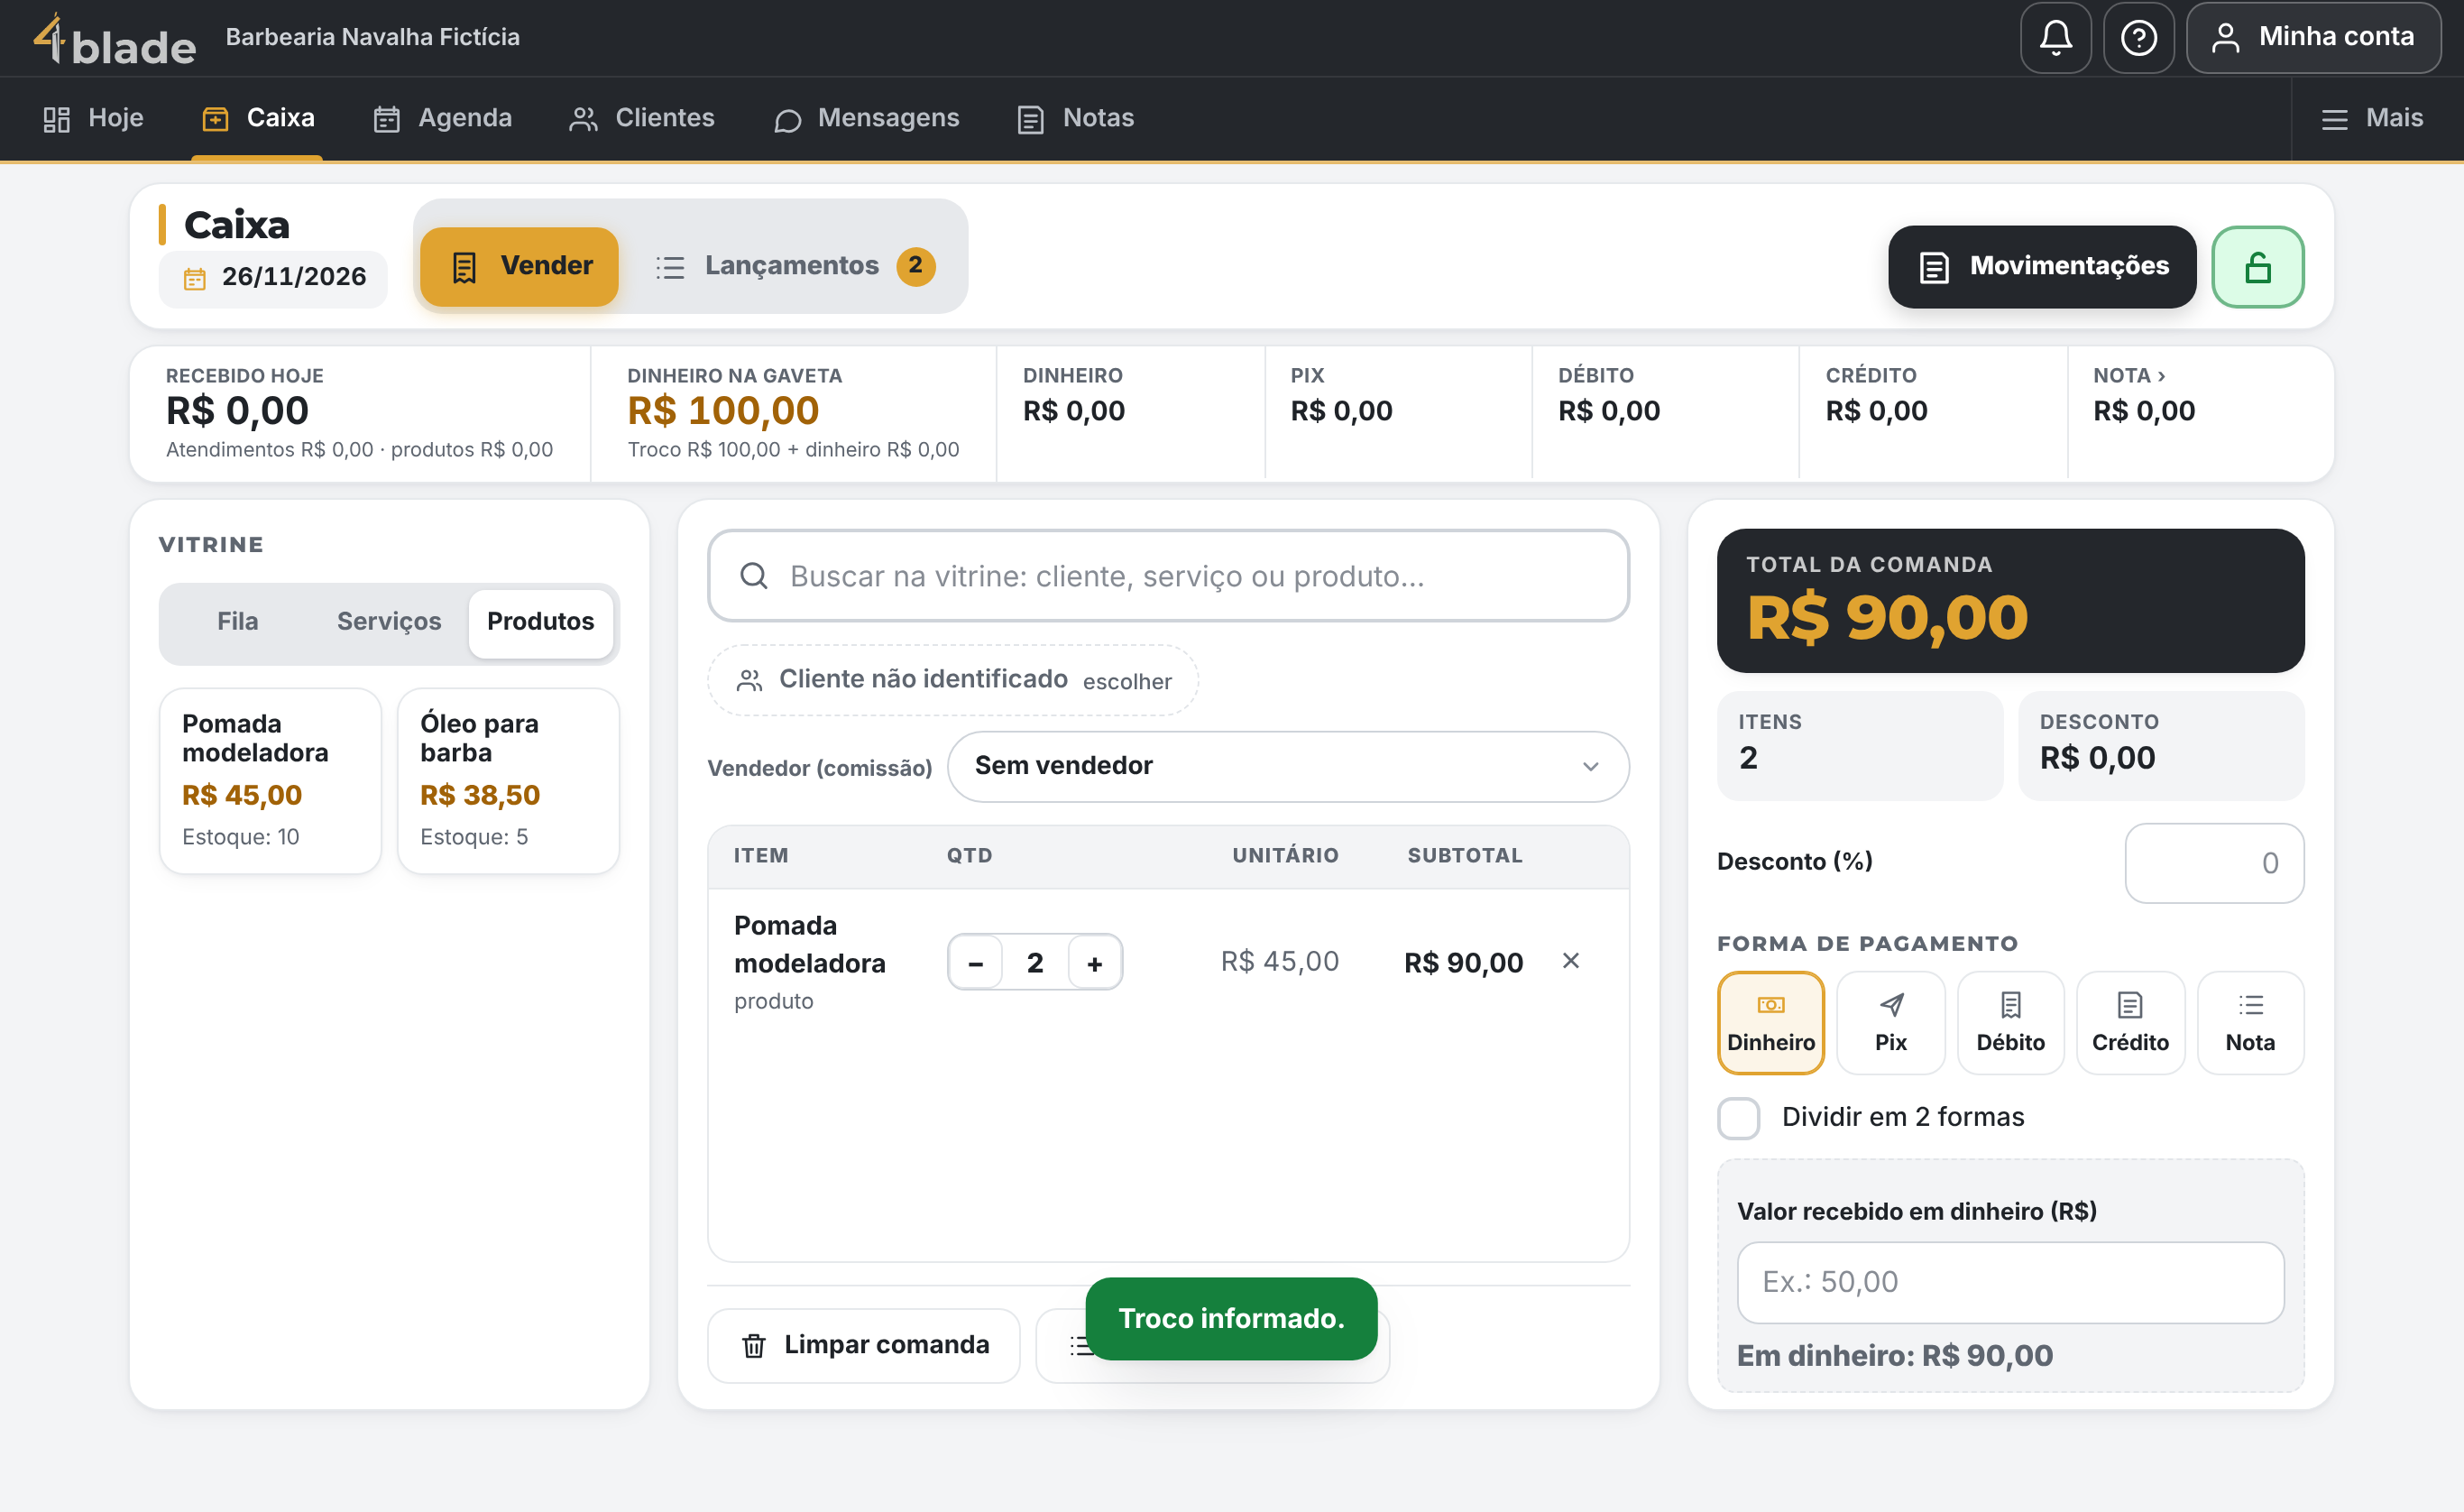 4blade
Barbearia Navalha Fictícia
Minha conta
Hoje
Caixa
Agenda
Clientes
Mensagens
Notas
Mais
Caixa
26/11/2026
Vender
Lançamentos 2
Movimentações
RECEBIDO HOJE
R$ 0,00
Atendimentos R$ 0,00 · produtos R$ 0,00
DINHEIRO NA GAVETA
R$ 100,00
Troco R$ 100,00 + dinheiro R$ 0,00
DINHEIRO
R$ 0,00
PIX
R$ 0,00
DÉBITO
R$ 0,00
CRÉDITO
R$ 0,00
NOTA ›
R$ 0,00
VITRINE
Fila
Serviços
Produtos
Pomada
modeladora
R$ 45,00
Estoque: 10
Óleo para
barba
R$ 38,50
Estoque: 5
Buscar na vitrine: cliente, serviço ou produto...
Cliente não identificado escolher
Vendedor (comissão)
Sem vendedor
ITEM QTD UNITÁRIO SUBTOTAL
Pomada
modeladora
produto
– 2 +
R$ 45,00
R$ 90,00
×
Limpar comanda
Troco informado.
TOTAL DA COMANDA
R$ 90,00
ITENS
2
DESCONTO
R$ 0,00
Desconto (%)
0
FORMA DE PAGAMENTO
Dinheiro
Pix
Débito
Crédito
Nota
Dividir em 2 formas
Valor recebido em dinheiro (R$)
Ex.: 50,00
Em dinheiro: R$ 90,00